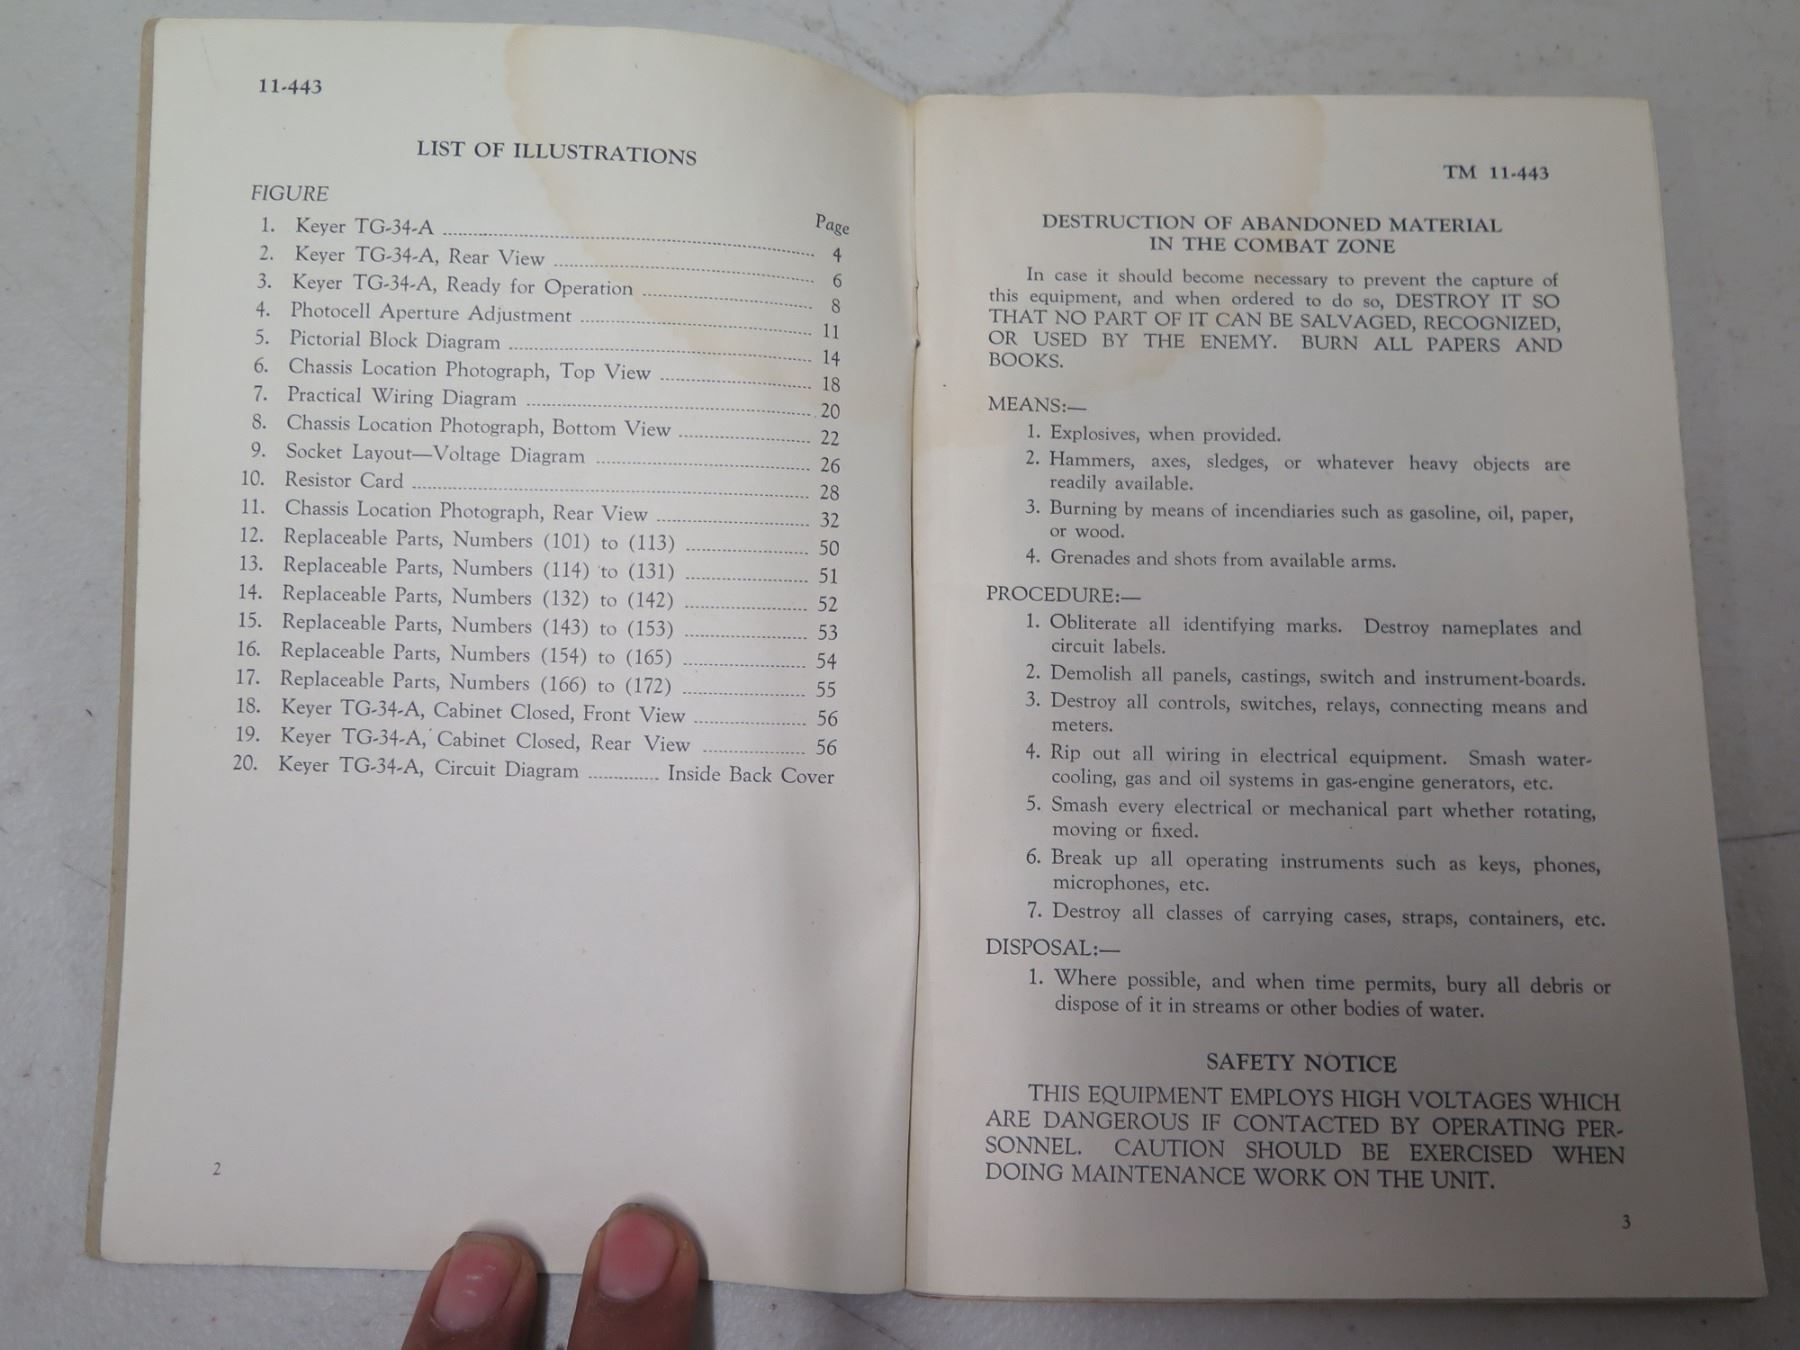 11-443
LIST OF ILLUSTRATIONS
FIGURE
Page
1. Keyer TG-34-A ........ 4
2. Keyer TG-34-A, Rear View ........ 6
3. Keyer TG-34-A, Ready for Operation ........ 8
4. Photocell Aperture Adjustment ........ 11
5. Pictorial Block Diagram ........ 14
6. Chassis Location Photograph, Top View ........ 18
7. Practical Wiring Diagram ........ 20
8. Chassis Location Photograph, Bottom View ........ 22
9. Socket Layout—Voltage Diagram ........ 26
10. Resistor Card ........ 28
11. Chassis Location Photograph, Rear View ........ 32
12. Replaceable Parts, Numbers (101) to (113) ........ 50
13. Replaceable Parts, Numbers (114) to (131) ........ 51
14. Replaceable Parts, Numbers (132) to (142) ........ 52
15. Replaceable Parts, Numbers (143) to (153) ........ 53
16. Replaceable Parts, Numbers (154) to (165) ........ 54
17. Replaceable Parts, Numbers (166) to (172) ........ 55
18. Keyer TG-34-A, Cabinet Closed, Front View ........ 56
19. Keyer TG-34-A, Cabinet Closed, Rear View ........ 56
20. Keyer TG-34-A, Circuit Diagram ........ Inside Back Cover
2
TM 11-443
DESTRUCTION OF ABANDONED MATERIAL
IN THE COMBAT ZONE
In case it should become necessary to prevent the capture of
this equipment, and when ordered to do so, DESTROY IT SO
THAT NO PART OF IT CAN BE SALVAGED, RECOGNIZED,
OR USED BY THE ENEMY. BURN ALL PAPERS AND
BOOKS.
MEANS:—
1. Explosives, when provided.
2. Hammers, axes, sledges, or whatever heavy objects are
readily available.
3. Burning by means of incendiaries such as gasoline, oil, paper,
or wood.
4. Grenades and shots from available arms.
PROCEDURE:—
1. Obliterate all identifying marks. Destroy nameplates and
circuit labels.
2. Demolish all panels, castings, switch and instrument-boards.
3. Destroy all controls, switches, relays, connecting means and
meters.
4. Rip out all wiring in electrical equipment. Smash water-
cooling, gas and oil systems in gas-engine generators, etc.
5. Smash every electrical or mechanical part whether rotating,
moving or fixed.
6. Break up all operating instruments such as keys, phones,
microphones, etc.
7. Destroy all classes of carrying cases, straps, containers, etc.
DISPOSAL:—
1. Where possible, and when time permits, bury all debris or
dispose of it in streams or other bodies of water.
SAFETY NOTICE
THIS EQUIPMENT EMPLOYS HIGH VOLTAGES WHICH
ARE DANGEROUS IF CONTACTED BY OPERATING PER-
SONNEL. CAUTION SHOULD BE EXERCISED WHEN
DOING MAINTENANCE WORK ON THE UNIT.
3